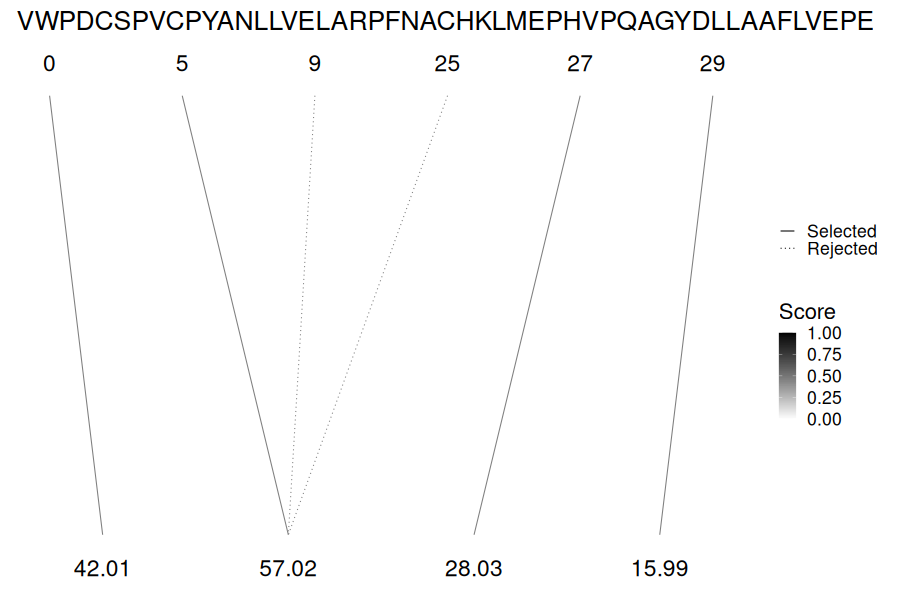 VWPDCSPVCPYANLLVELARPFNACHKLMEPHVPQAGYDLLAAFLVEPE
0 5 9 25 27 29
Selected
Rejected
Score
1.00
0.75
0.50
0.25
0.00
42.01 57.02 28.03 15.99